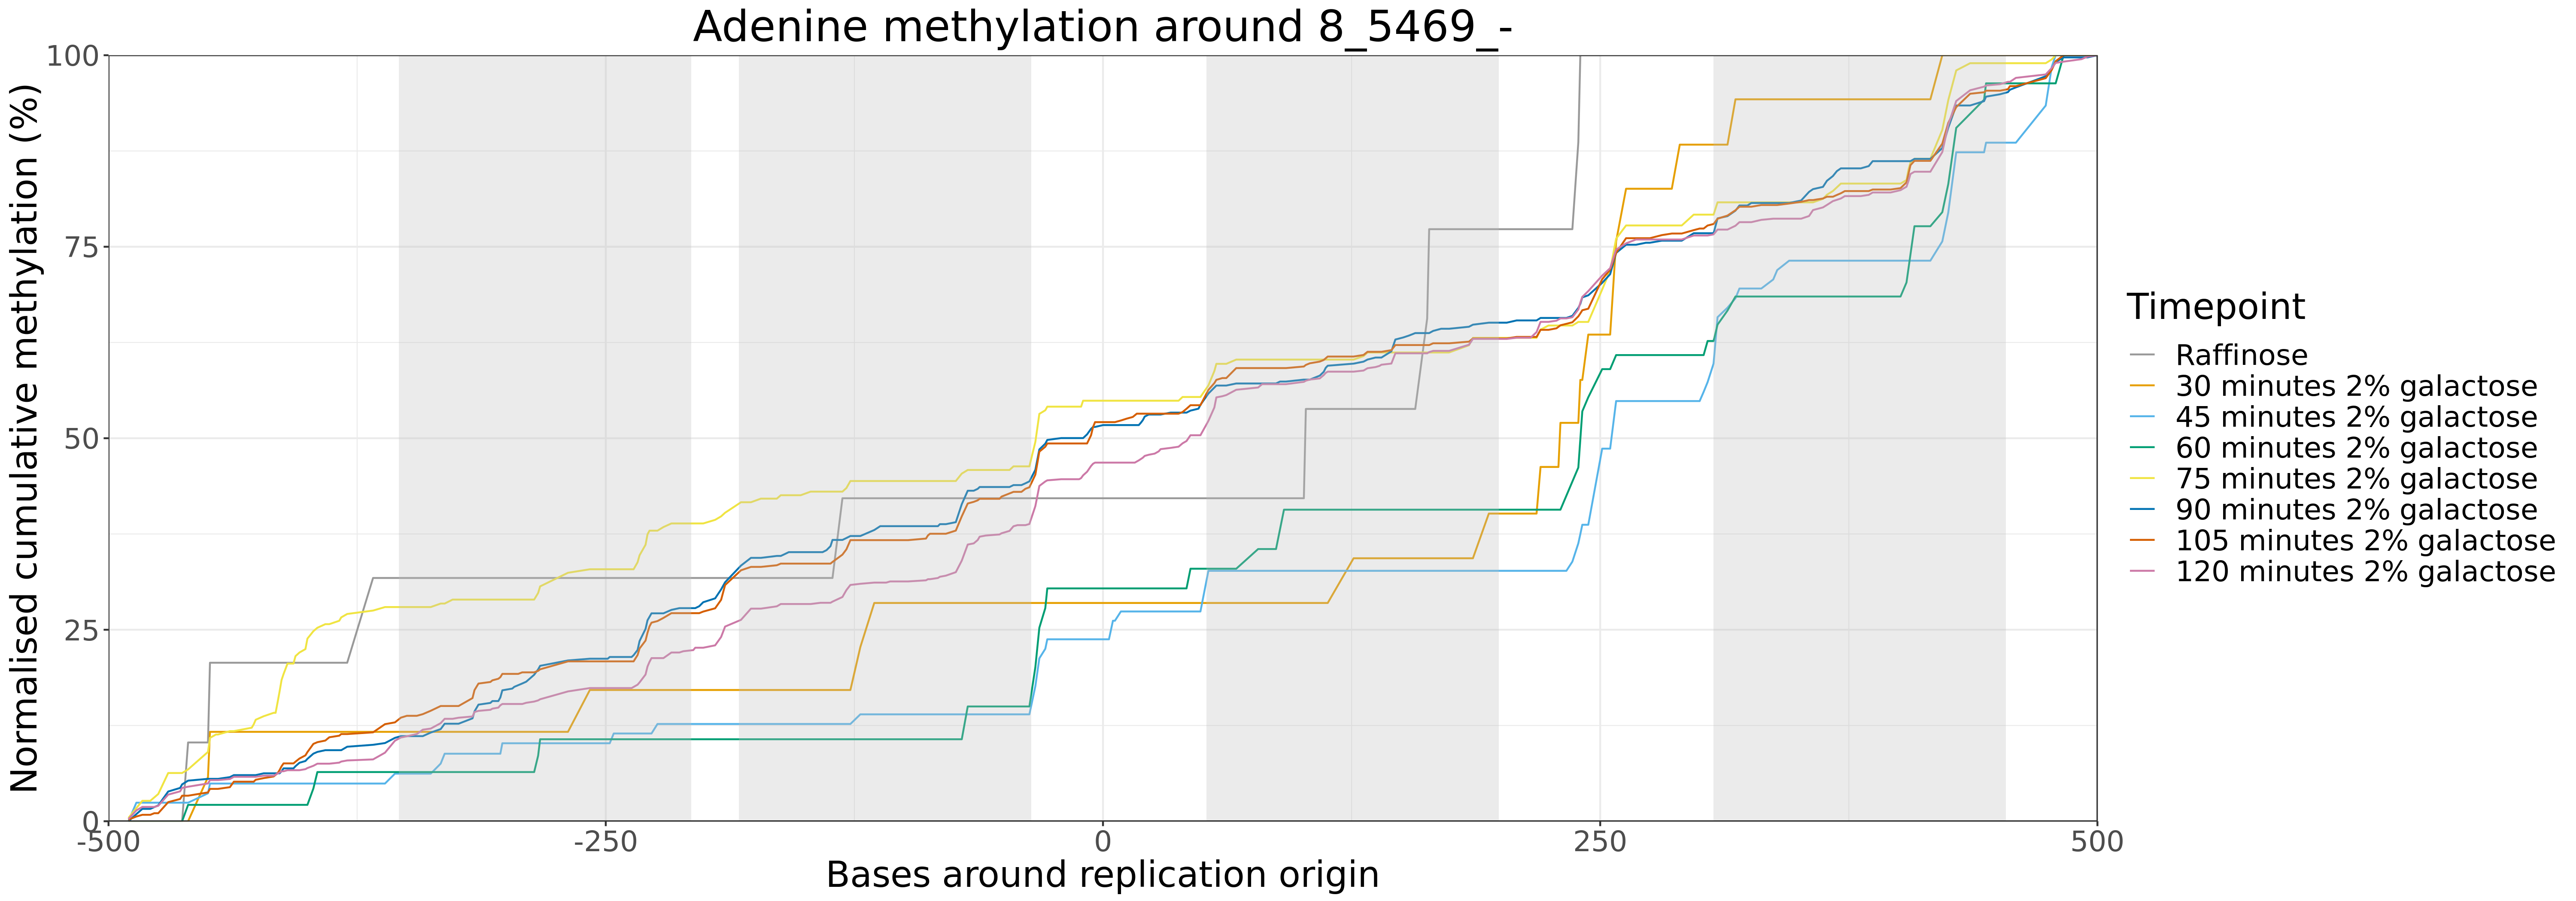 Adenine methylation around 8_5469_-
Normalised cumulative methylation (%)
100
75
50
25
0
-500
-250
0
250
500
Bases around replication origin
Timepoint
Raffinose
30 minutes 2% galactose
45 minutes 2% galactose
60 minutes 2% galactose
75 minutes 2% galactose
90 minutes 2% galactose
105 minutes 2% galactose
120 minutes 2% galactose